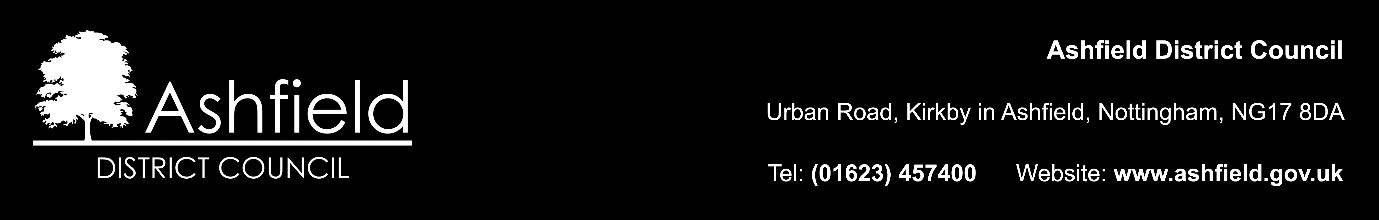 Ashfield
DISTRICT COUNCIL
Ashfield District Council
Urban Road, Kirkby in Ashfield, Nottingham, NG17 8DA
Tel: (01623) 457400 Website: www.ashfield.gov.uk